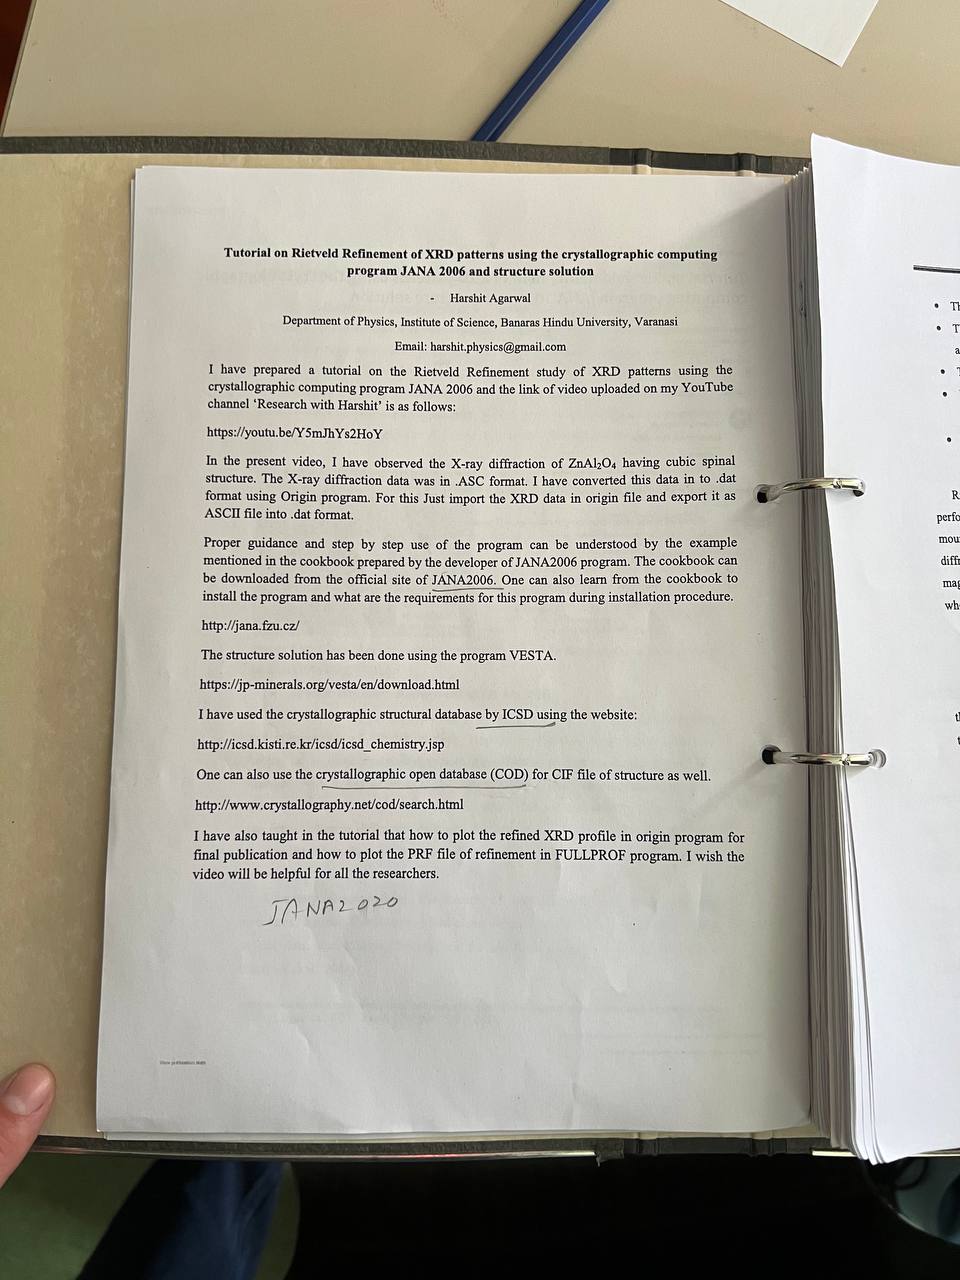 Tutorial on Rietveld Refinement of XRD patterns using the crystallographic computing
program JANA 2006 and structure solution
- Harshit Agarwal
Department of Physics, Institute of Science, Banaras Hindu University, Varanasi
Email: harshit.physics@gmail.com
I have prepared a tutorial on the Rietveld Refinement study of XRD patterns using the
crystallographic computing program JANA 2006 and the link of video uploaded on my YouTube
channel ‘Research with Harshit’ is as follows:
https://youtu.be/Y5mJhYs2HoY
In the present video, I have observed the X-ray diffraction of ZnAl₂O₄ having cubic spinal
structure. The X-ray diffraction data was in .ASC format. I have converted this data in to .dat
format using Origin program. For this Just import the XRD data in origin file and export it as
ASCII file into .dat format.
Proper guidance and step by step use of the program can be understood by the example
mentioned in the cookbook prepared by the developer of JANA2006 program. The cookbook can
be downloaded from the official site of JANA2006. One can also learn from the cookbook to
install the program and what are the requirements for this program during installation procedure.
http://jana.fzu.cz/
The structure solution has been done using the program VESTA.
https://jp-minerals.org/vesta/en/download.html
I have used the crystallographic structural database by ICSD using the website:
http://icsd.kisti.re.kr/icsd/icsd_chemistry.jsp
One can also use the crystallographic open database (COD) for CIF file of structure as well.
http://www.crystallography.net/cod/search.html
I have also taught in the tutorial that how to plot the refined XRD profile in origin program for
final publication and how to plot the PRF file of refinement in FULLPROF program. I wish the
video will be helpful for all the researchers.
JANA2020